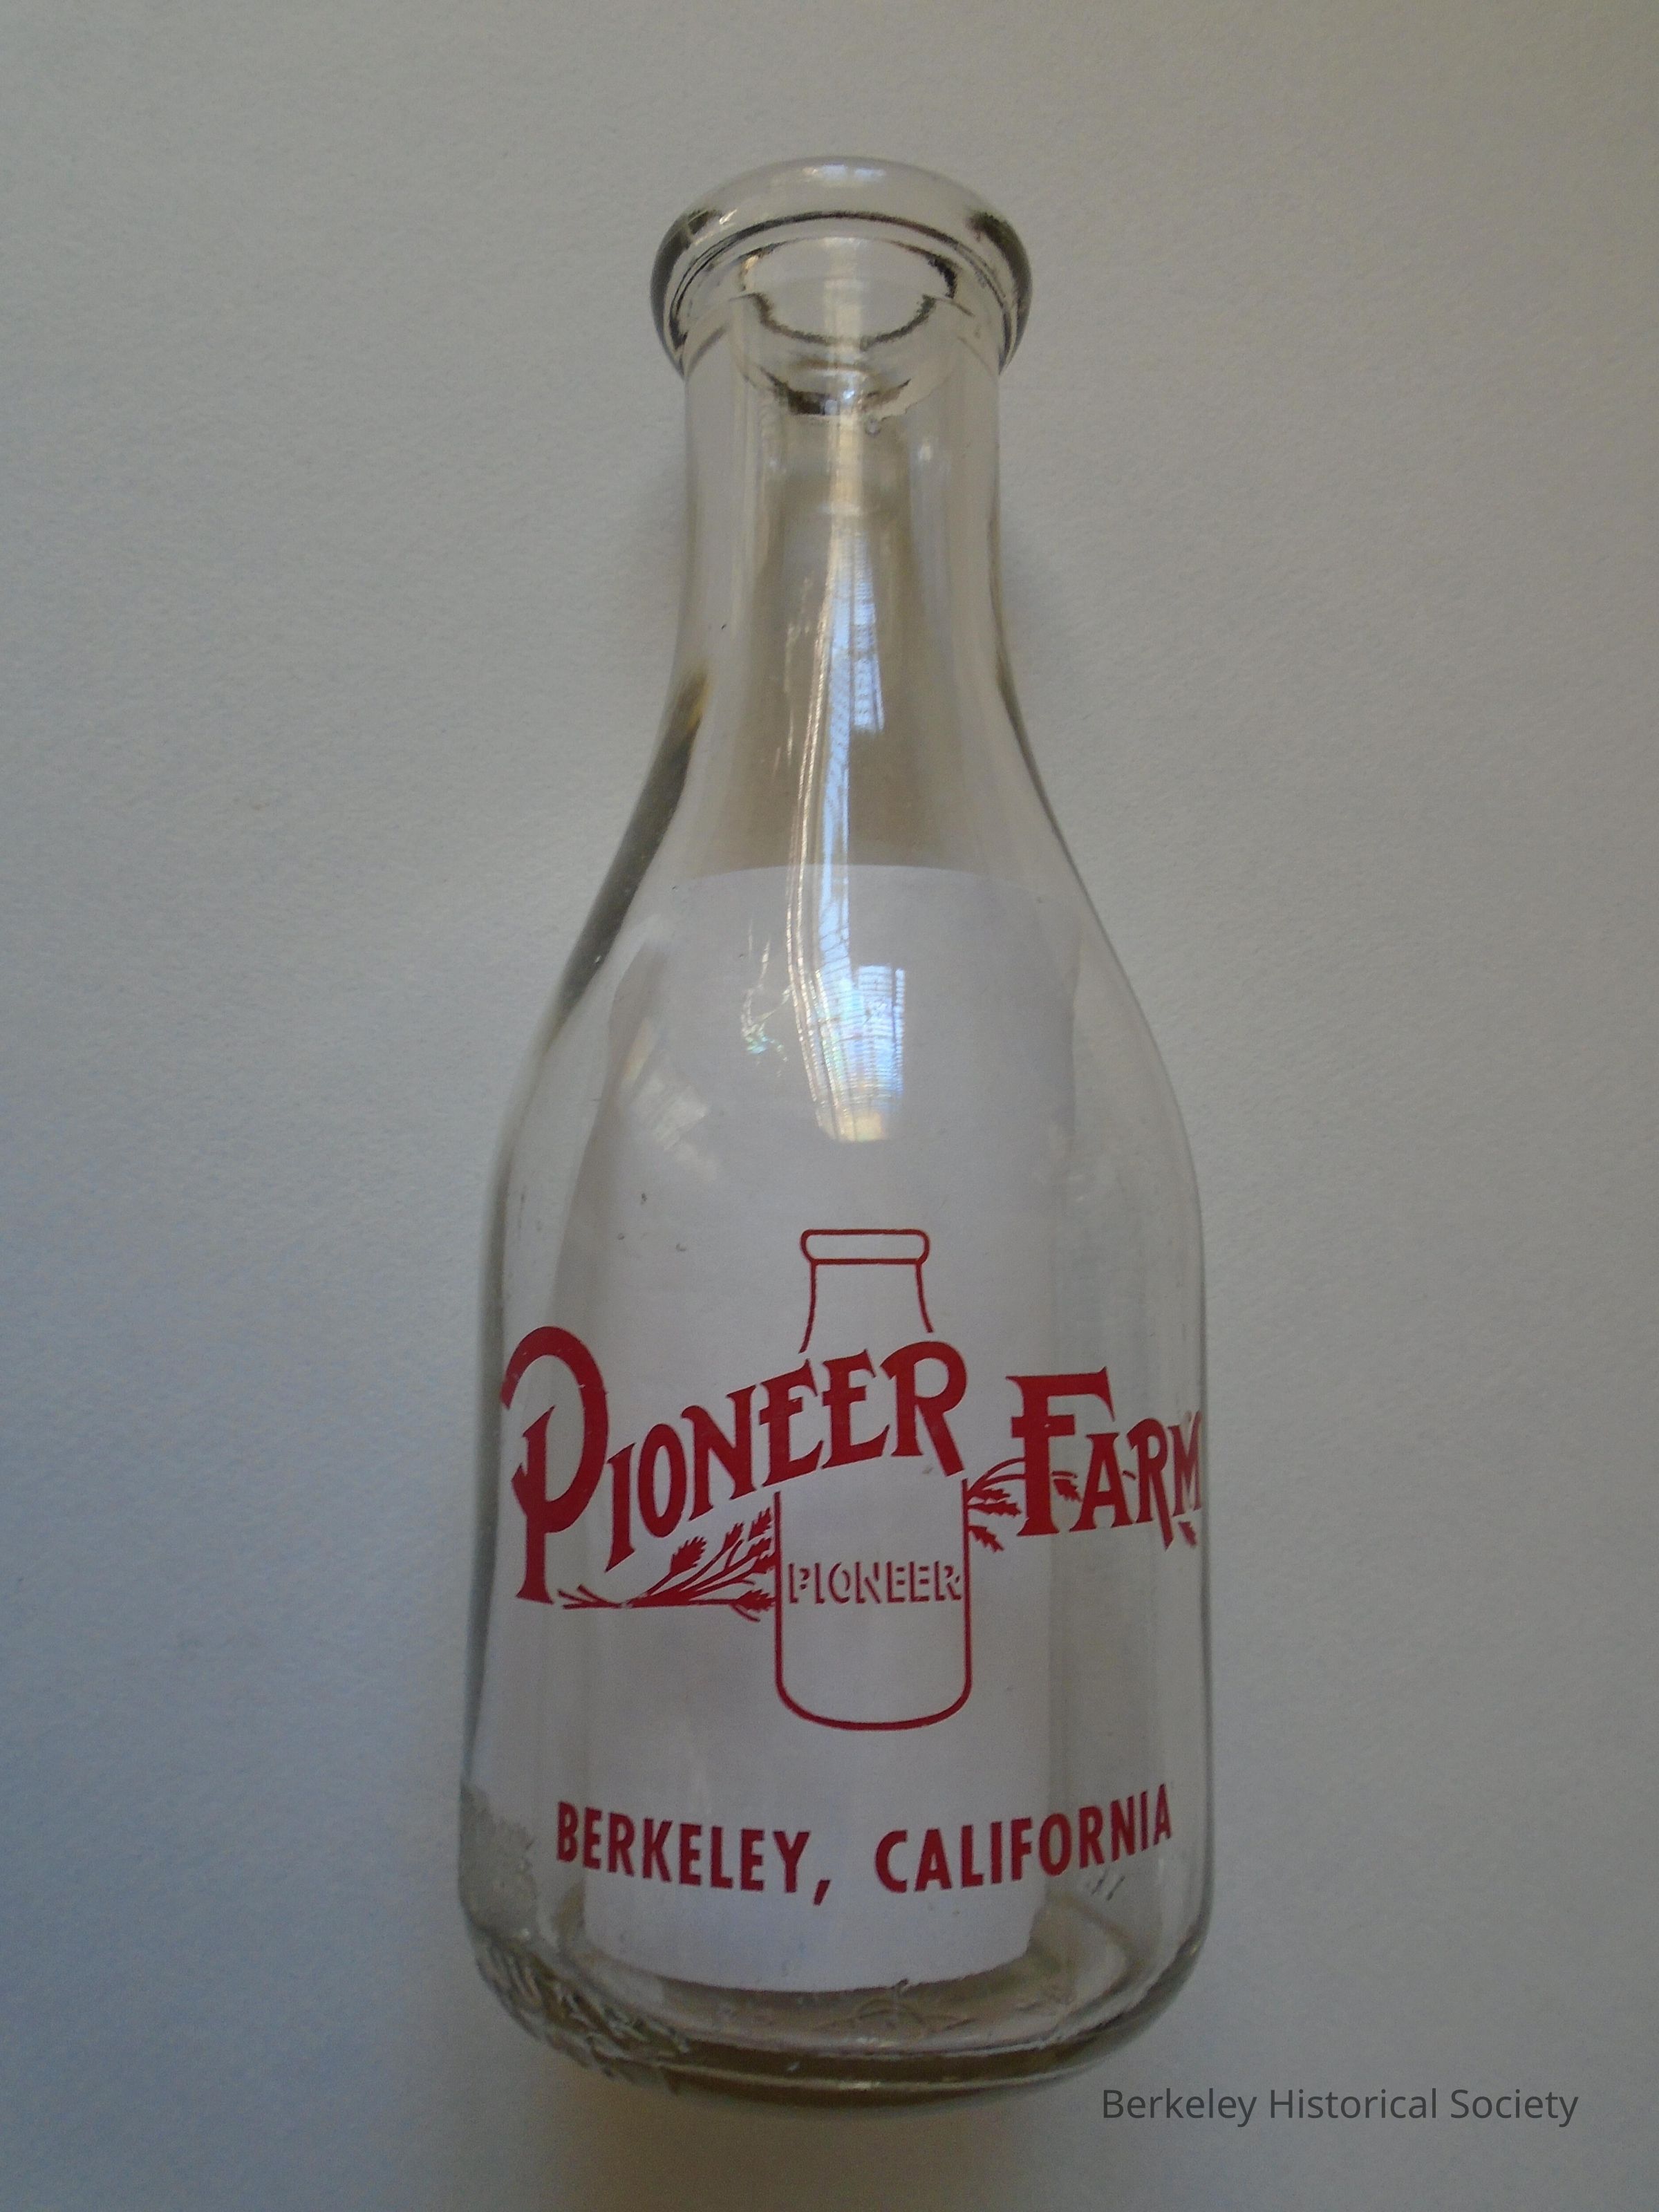 PIONEER FARM
PIONEER
BERKELEY, CALIFORNIA
Berkeley Historical Society